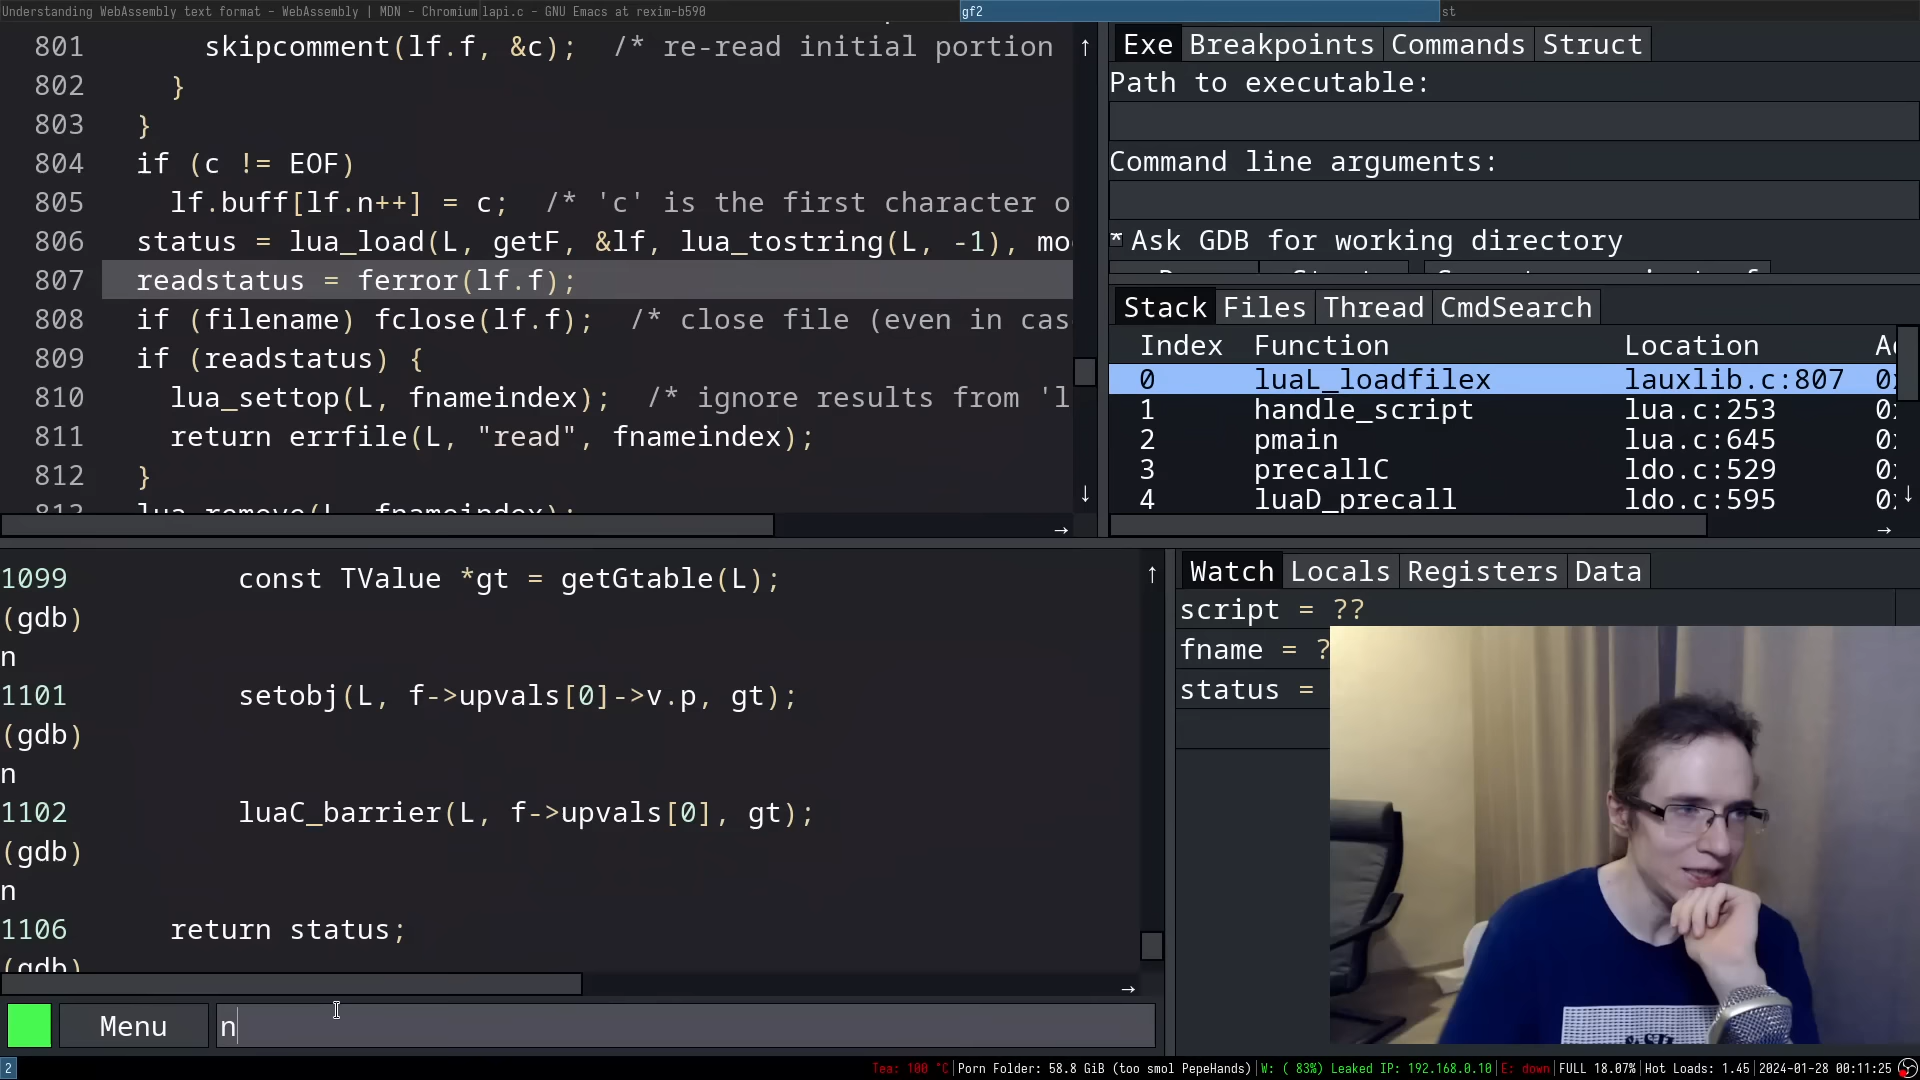 Understanding WebAssembly text format - WebAssembly | MDN - Chromium
lapi.c - GNU Emacs at rexim-b590
gf2
st
801 skipcomment(lf.f, &c); /* re-read initial portion
802 }
803 }
804 if (c != EOF)
805 lf.buff[lf.n++] = c; /* 'c' is the first character o
806 status = lua_load(L, getF, &lf, lua_tostring(L, -1), mo
807 readstatus = ferror(lf.f);
808 if (filename) fclose(lf.f); /* close file (even in cas
809 if (readstatus) {
810 lua_settop(L, fnameindex); /* ignore results from 'l
811 return errfile(L, "read", fnameindex);
812 }
813 lua_remove(L, fnameindex);
Exe Breakpoints Commands Struct
Path to executable:
Command line arguments:
* Ask GDB for working directory
Stack Files Thread CmdSearch
Index Function Location
0 luaL_loadfilex lauxlib.c:807
1 handle_script lua.c:253
2 pmain lua.c:645
3 precallC ldo.c:529
4 luaD_precall ldo.c:595
1099 const TValue *gt = getGtable(L);
(gdb)
n
1101 setobj(L, f->upvals[0]->v.p, gt);
(gdb)
n
1102 luaC_barrier(L, f->upvals[0], gt);
(gdb)
n
1106 return status;
(gdb)
Menu n
Watch Locals Registers Data
script = ??
fname = ?
status =
2
Tea: 100 °C | Porn Folder: 58.8 GiB (too smol PepeHands) | W: ( 83%) Leaked IP: 192.168.0.10 | E: down | FULL 18.07% | Hot Loads: 1.45 | 2024-01-28 00:11:25